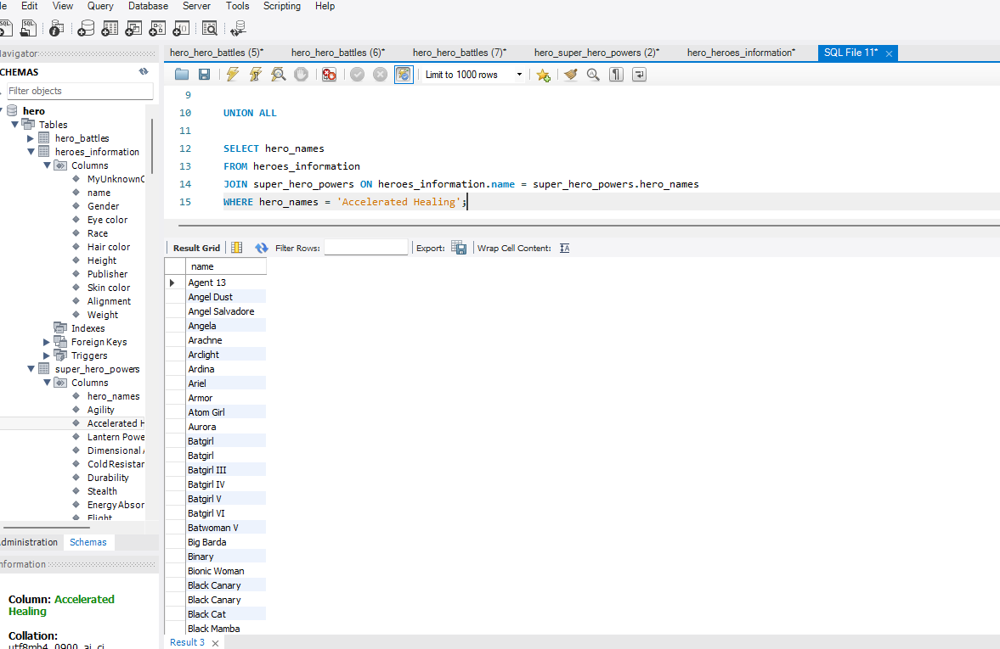 Edit View Query Database Server Tools Scripting Help
hero_hero_battles (5)* hero_hero_battles (6)* hero_hero_battles (7)* hero_super_hero_powers (2)* hero_heroes_information* SQL File 11*
Limit to 1000 rows
Filter objects
hero
Tables
hero_battles
heroes_information
Columns
name
Gender
Eye color
Race
Hair color
Height
Publisher
Skin color
Alignment
Weight
Indexes
Foreign Keys
Triggers
super_hero_powers
Columns
hero_names
Agility
Accelerated H
Lantern Powe
Dimensional
Cold Resistar
Durability
Stealth
Energy Absor
Flight
Schemas
Column: Accelerated
Healing
Collation:
utf8mb4_0900_ai_ci
9
10 UNION ALL
11
12 SELECT hero_names
13 FROM heroes_information
14 JOIN super_hero_powers ON heroes_information.name = super_hero_powers.hero_names
15 WHERE hero_names = 'Accelerated Healing';
Result Grid Filter Rows: Export: Wrap Cell Content: IA
name
Agent 13
Angel Dust
Angel Salvadore
Angela
Arachne
Arclight
Ardina
Ariel
Armor
Atom Girl
Aurora
Batgirl
Batgirl
Batgirl III
Batgirl IV
Batgirl V
Batgirl VI
Batwoman V
Big Barda
Binary
Bionic Woman
Black Canary
Black Canary
Black Cat
Black Mamba
Result 3